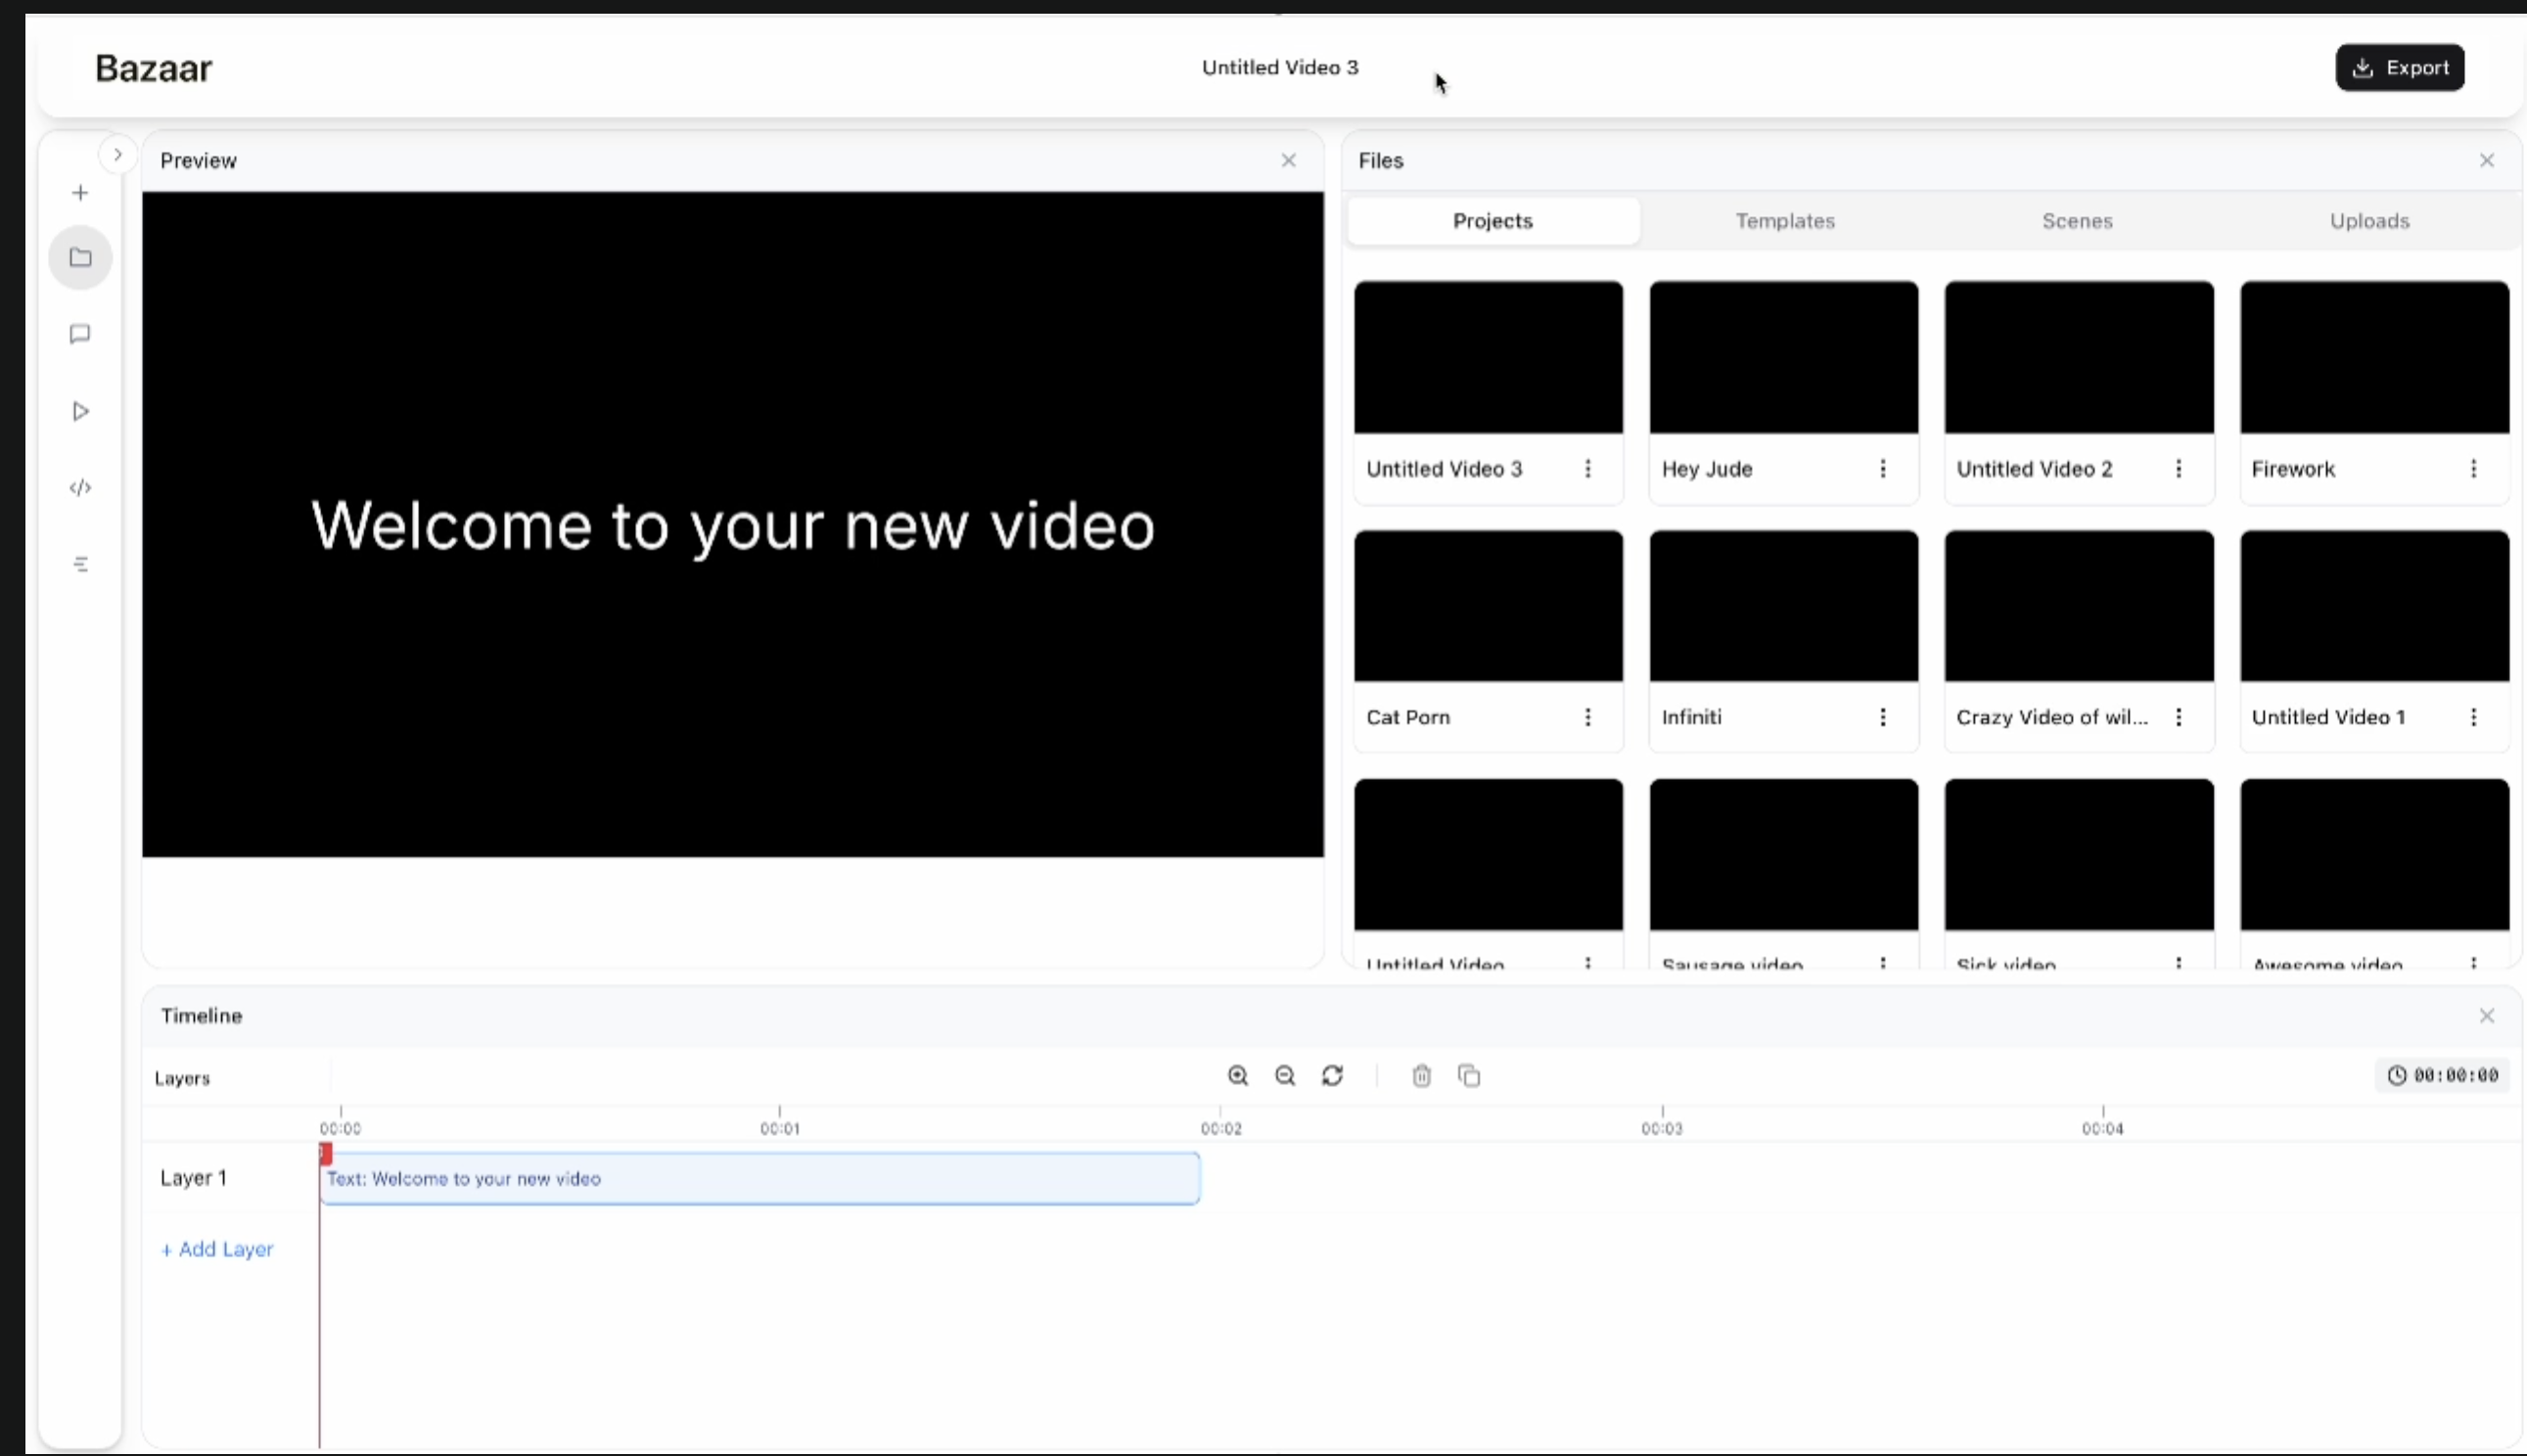 Bazaar
Untitled Video 3
Export
Preview
Files
Projects
Templates
Scenes
Uploads
Welcome to your new video
Untitled Video 3
Hey Jude
Untitled Video 2
Firework
Cat Porn
Infiniti
Crazy Video of wil...
Untitled Video 1
Untitled Video
Sausage video
Sick video
Awesome video
Timeline
Layers
00:00:00
00:00
00:01
00:02
00:03
00:04
Layer 1
Text: Welcome to your new video
+ Add Layer